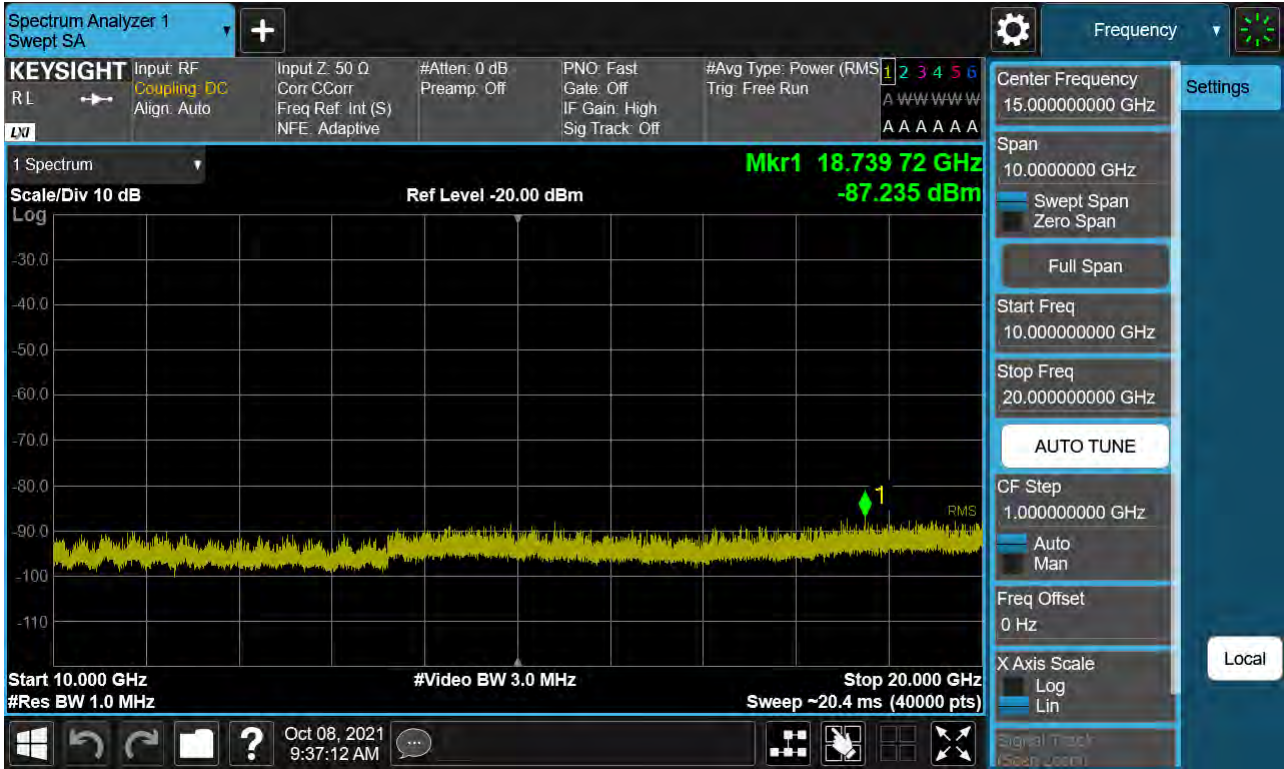 Spectrum Analyzer 1
Swept SA
Frequency
KEYSIGHT
R L
LXI
Input: RF
Coupling: DC
Align: Auto
Input Z: 50 Ω
Corr CCorr
Freq Ref: Int (S)
NFE: Adaptive
#Atten: 0 dB
Preamp: Off
PNO: Fast
Gate: Off
IF Gain: High
Sig Track: Off
#Avg Type: Power (RMS
Trig: Free Run
1 2 3 4 5 6
A W W W W W
A A A A A A
1 Spectrum
Scale/Div 10 dB
Log
Ref Level -20.00 dBm
Mkr1 18.739 72 GHz
-87.235 dBm
-30.0
-40.0
-50.0
-60.0
-70.0
-80.0
1
RMS
-90.0
-100
-110
Start 10.000 GHz
#Video BW 3.0 MHz
Stop 20.000 GHz
#Res BW 1.0 MHz
Sweep ~20.4 ms (40000 pts)
Oct 08, 2021
9:37:12 AM
?
Center Frequency
15.000000000 GHz
Settings
Span
10.0000000 GHz
Swept Span
Zero Span
Full Span
Start Freq
10.000000000 GHz
Stop Freq
20.000000000 GHz
AUTO TUNE
CF Step
1.000000000 GHz
Auto
Man
Freq Offset
0 Hz
X Axis Scale
Log
Lin
Local
Signal Track
(Span Zoom)